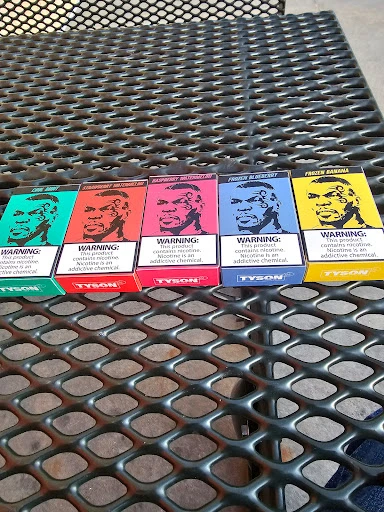 COOL MINT
WARNING:
This product
contains nicotine.
Nicotine is an
addictive chemical.
TYSON
STRAWBERRY WATERMELON
WARNING:
This product
contains nicotine.
Nicotine is an
addictive chemical.
TYSON
RASPBERRY WATERMELON
WARNING:
This product
contains nicotine.
Nicotine is an
addictive chemical.
TYSON
FROZEN BLUEBERRY
WARNING:
This product
contains nicotine.
Nicotine is an
addictive chemical.
TYSON
FROZEN BANANA
WARNING:
This product
contains nicotine.
Nicotine is an
addictive chemical.
TYSON